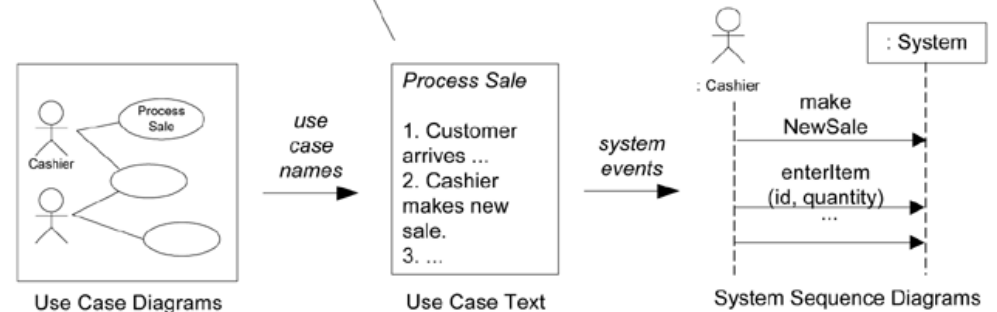 Process
Sale
Cashier
Use Case Diagrams
use
case
names
Process Sale
1. Customer
arrives ...
2. Cashier
makes new
sale.
3. ...
Use Case Text
system
events
: Cashier
: System
make
NewSale
enterItem
(id, quantity)
...
System Sequence Diagrams